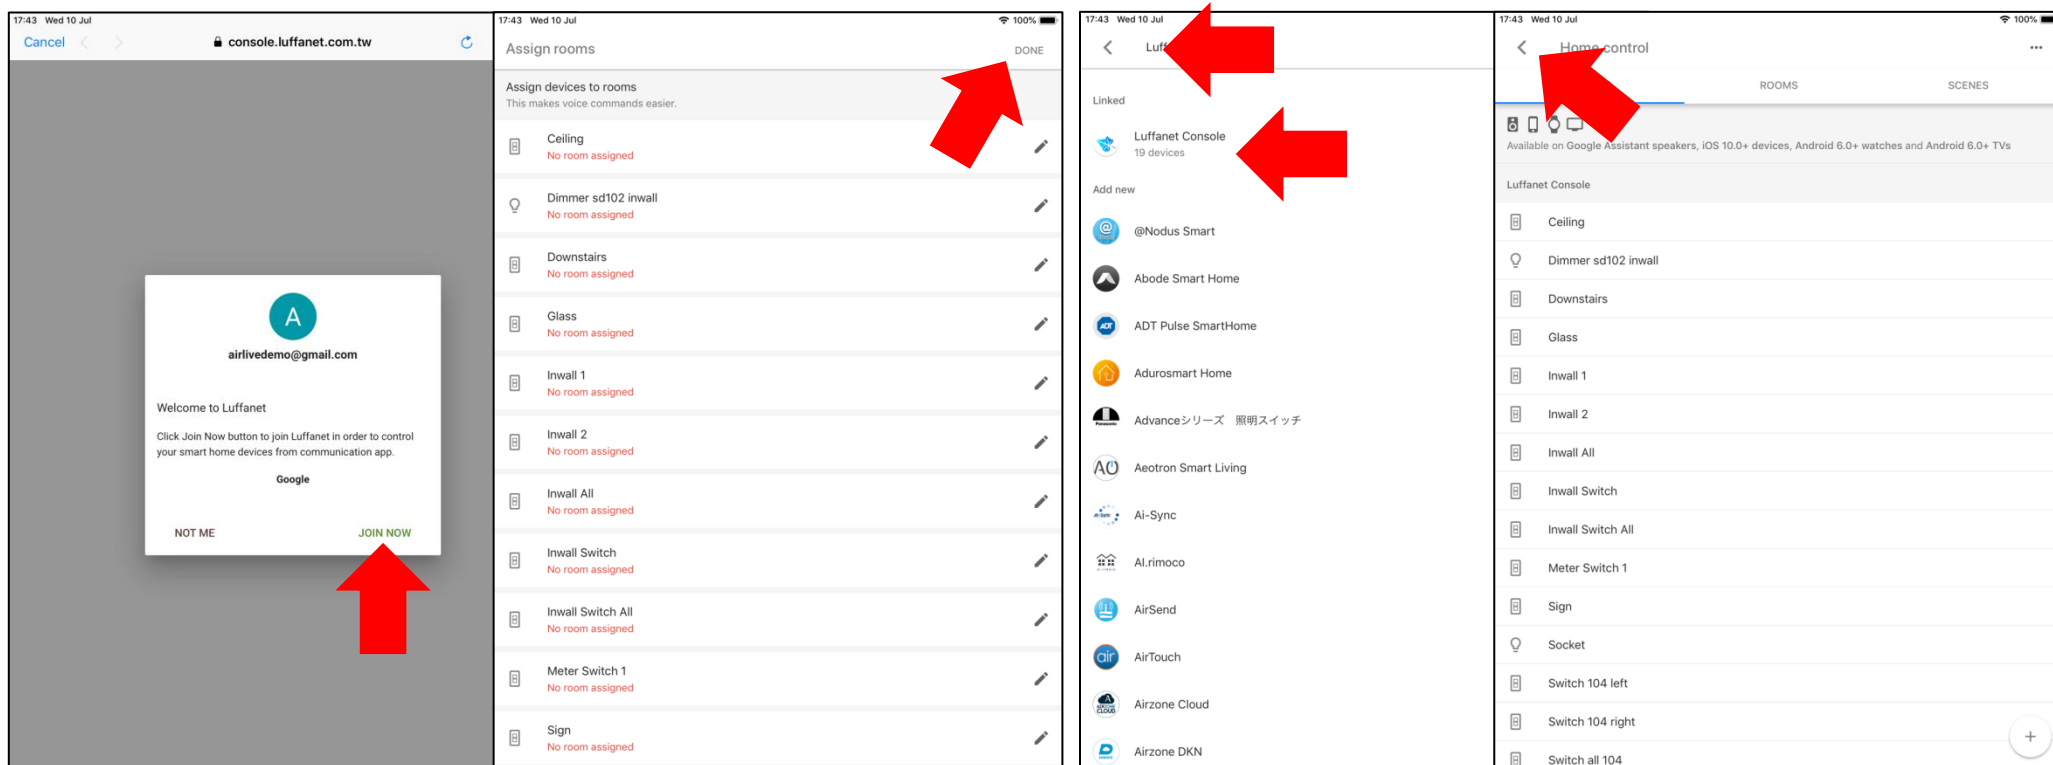 17:43 Wed 10 Jul
Cancel
console.luffanet.com.tw
A
airlivedemo@gmail.com
Welcome to Luffanet
Click Join Now button to join Luffanet in order to control
your smart home devices from communication app.
Google
NOT ME
JOIN NOW
17:43 Wed 10 Jul
100%
Assign rooms
DONE
Assign devices to rooms
This makes voice commands easier.
Ceiling
No room assigned
Dimmer sd102 inwall
No room assigned
Downstairs
No room assigned
Glass
No room assigned
Inwall 1
No room assigned
Inwall 2
No room assigned
Inwall All
No room assigned
Inwall Switch
No room assigned
Inwall Switch All
No room assigned
Meter Switch 1
No room assigned
Sign
No room assigned
17:43 Wed 10 Jul
Linked
Luffanet Console
19 devices
Add new
@Nodus Smart
Abode Smart Home
ADT
ADT Pulse SmartHome
Adurosmart Home
Panasonic
Advanceシリーズ 照明スイッチ
Aeotron Smart Living
Ai-Sync
AI.rimoco
AirSend
air
AirTouch
AIRZONE
CLOUD
Airzone Cloud
Airzone DKN
17:43 Wed 10 Jul
100%
Home control
ROOMS
SCENES
Available on Google Assistant speakers, iOS 10.0+ devices, Android 6.0+ watches and Android 6.0+ TVs
Luffanet Console
Ceiling
Dimmer sd102 inwall
Downstairs
Glass
Inwall 1
Inwall 2
Inwall All
Inwall Switch
Inwall Switch All
Meter Switch 1
Sign
Socket
Switch 104 left
Switch 104 right
Switch all 104